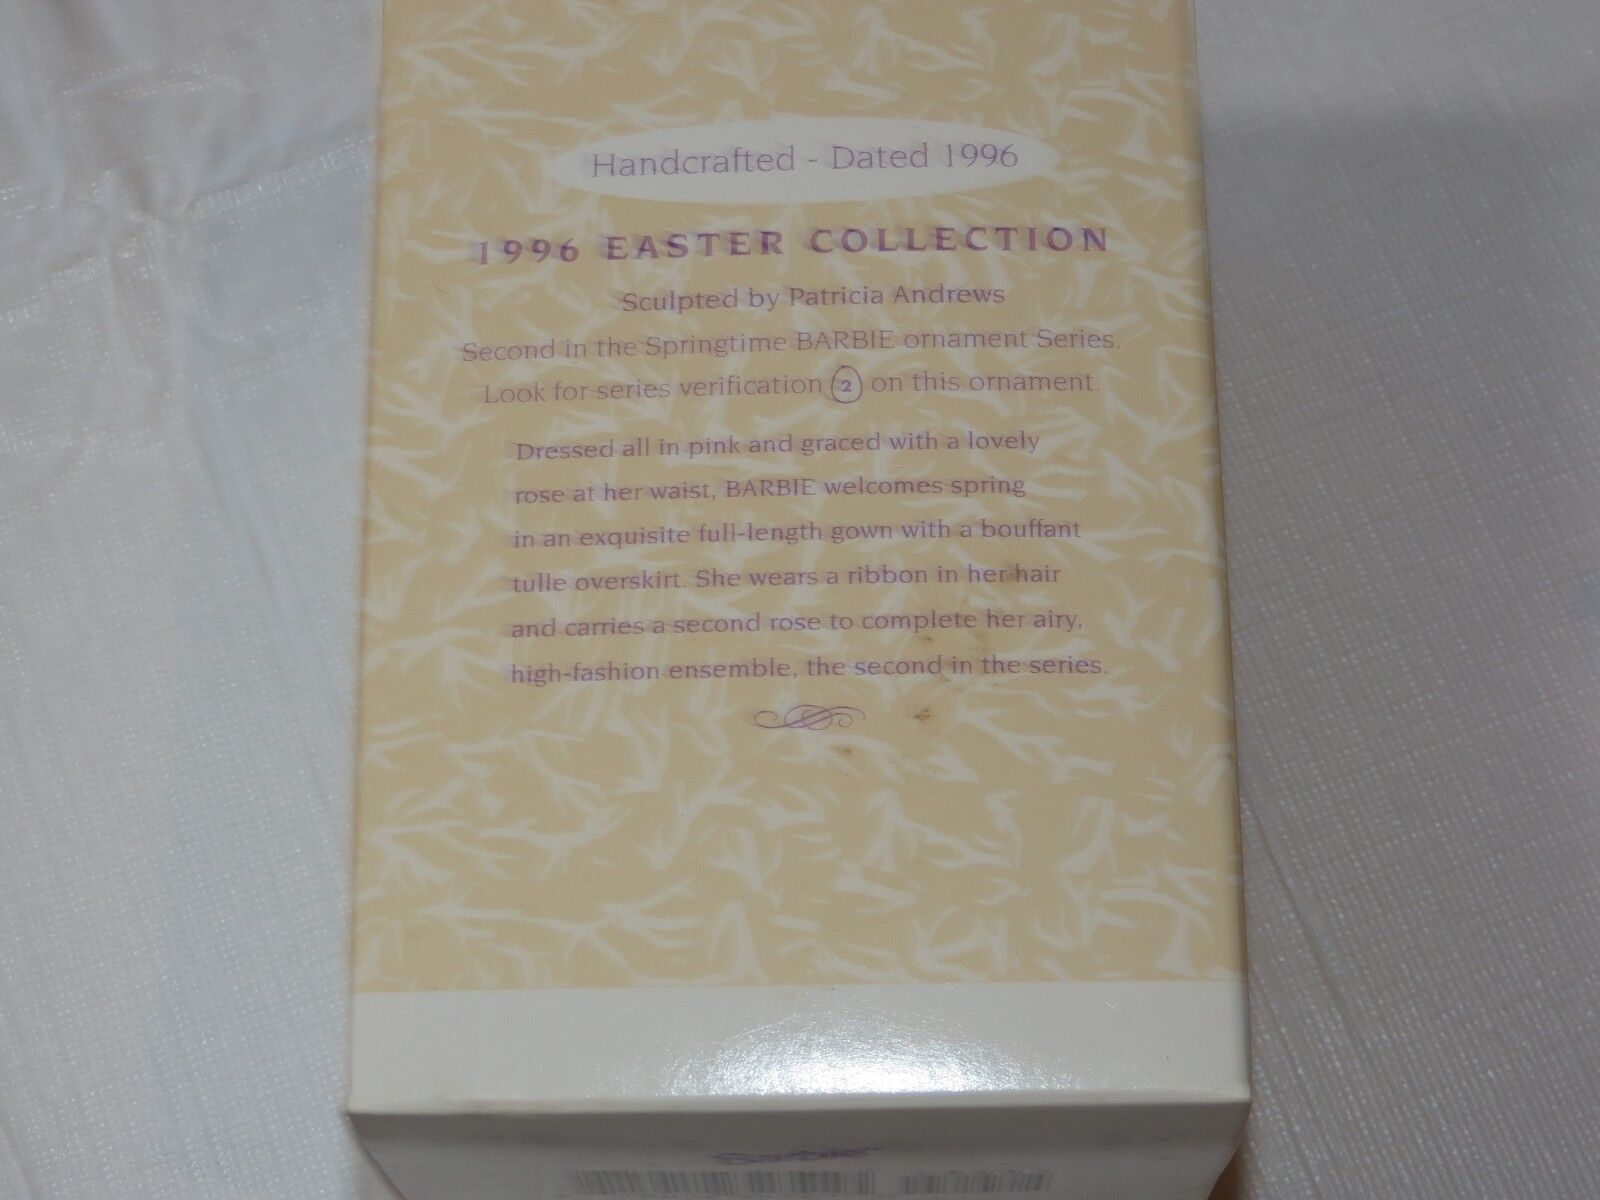 Handcrafted - Dated 1996
1996 EASTER COLLECTION
Sculpted by Patricia Andrews
Second in the Springtime BARBIE ornament Series.
Look for series verification 2 on this ornament.
Dressed all in pink and graced with a lovely
rose at her waist, BARBIE welcomes spring
in an exquisite full-length gown with a bouffant
tulle overskirt. She wears a ribbon in her hair
and carries a second rose to complete her airy,
high-fashion ensemble, the second in the series.
Barbie